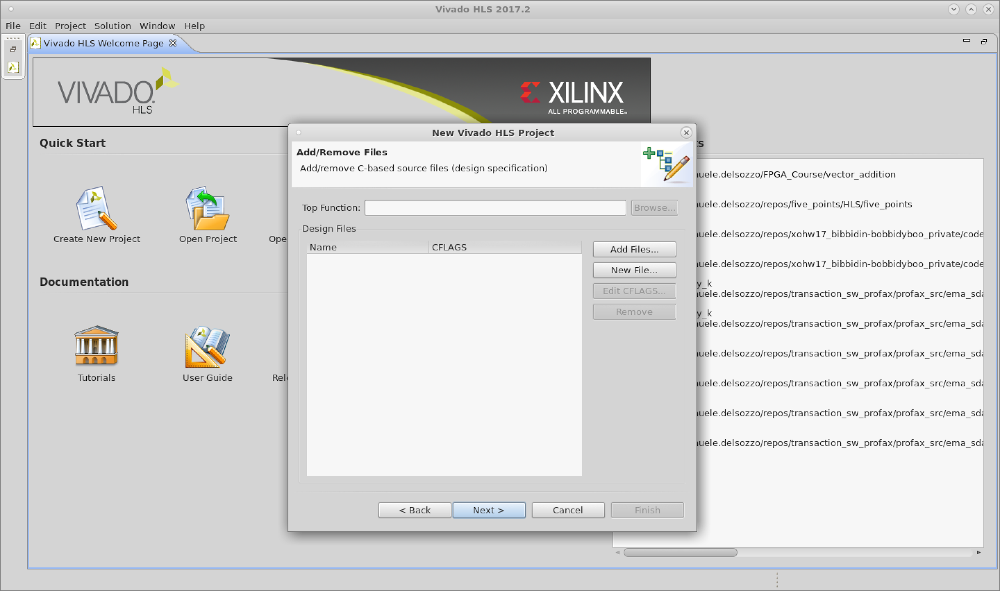 Vivado HLS 2017.2
File Edit Project Solution Window Help
Vivado HLS Welcome Page
VIVADO.
HLS
XILINX
ALL PROGRAMMABLE™
Quick Start
Create New Project
Open Project
Documentation
Tutorials
User Guide
New Vivado HLS Project
Add/Remove Files
Add/remove C-based source files (design specification)
Top Function:
Browse...
Design Files
Name CFLAGS
Add Files...
New File...
Edit CFLAGS...
Remove
< Back
Next >
Cancel
Finish
uele.delsozzo/FPGA_Course/vector_addition
uele.delsozzo/repos/five_points/HLS/five_points
uele.delsozzo/repos/xohw17_bibbidin-bobbidyboo_private/code
uele.delsozzo/repos/xohw17_bibbidin-bobbidyboo_private/code
y_k
uele.delsozzo/repos/transaction_sw_profax/profax_src/ema_sda
y_k
uele.delsozzo/repos/transaction_sw_profax/profax_src/ema_sda
uele.delsozzo/repos/transaction_sw_profax/profax_src/ema_sda
uele.delsozzo/repos/transaction_sw_profax/profax_src/ema_sda
uele.delsozzo/repos/transaction_sw_profax/profax_src/ema_sda
uele.delsozzo/repos/transaction_sw_profax/profax_src/ema_sda